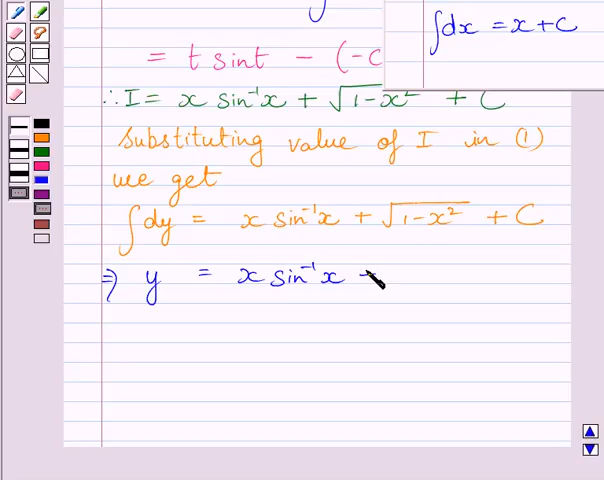 ∫dx = x + C
= t sint − (−c
∴ I = x sin⁻¹x + √1−x² + C
Substituting value of I in (1)
we get
∫dy = x sin⁻¹x + √1−x² + C
⇒ y = x sin⁻¹x